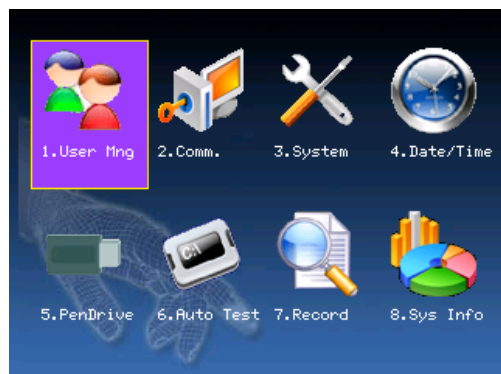 1.User Mng 2.Comm. 3.System 4.Date/Time
C:\
5.PenDrive 6.Auto Test 7.Record 8.Sys Info